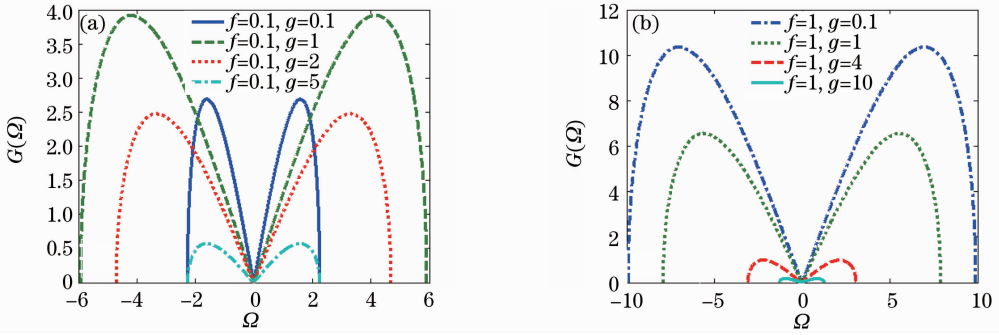 (a)
f=0.1, g=0.1
f=0.1, g=1
f=0.1, g=2
f=0.1, g=5
4.0
3.5
3.0
2.5
2.0
1.5
1.0
0.5
0
G(Ω)
−6 −4 −2 0 2 4 6
Ω
(b)
f=1, g=0.1
f=1, g=1
f=1, g=4
f=1, g=10
12
10
8
6
4
2
0
G(Ω)
−10 −5 0 5 10
Ω